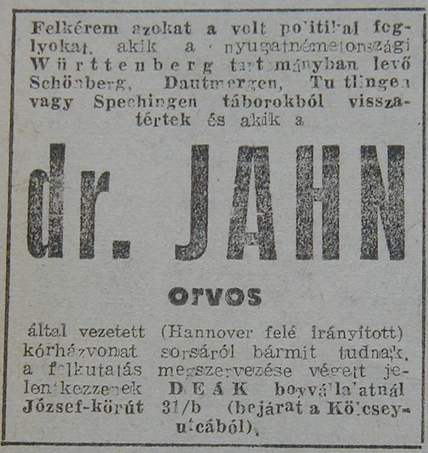 Felkérem azokat a volt politikai fog-
lyokat, akik a nyugatnémetországi
Württenberg tartományban levő
Schönberg, Dautmergen, Tuttlingen
vagy Spechingen táborokból vissza-
tértek és akik a
dr. JAHN
orvos
által vezetett (Hannover felé irányított)
kórházvonat sorsáról bármit tudnak,
a felkutatás megszervezése végett je-
lentkezzenek DEÁK boyvállalatnál
József-körút 31/b (bejárat a Kölcsey-
utcából).